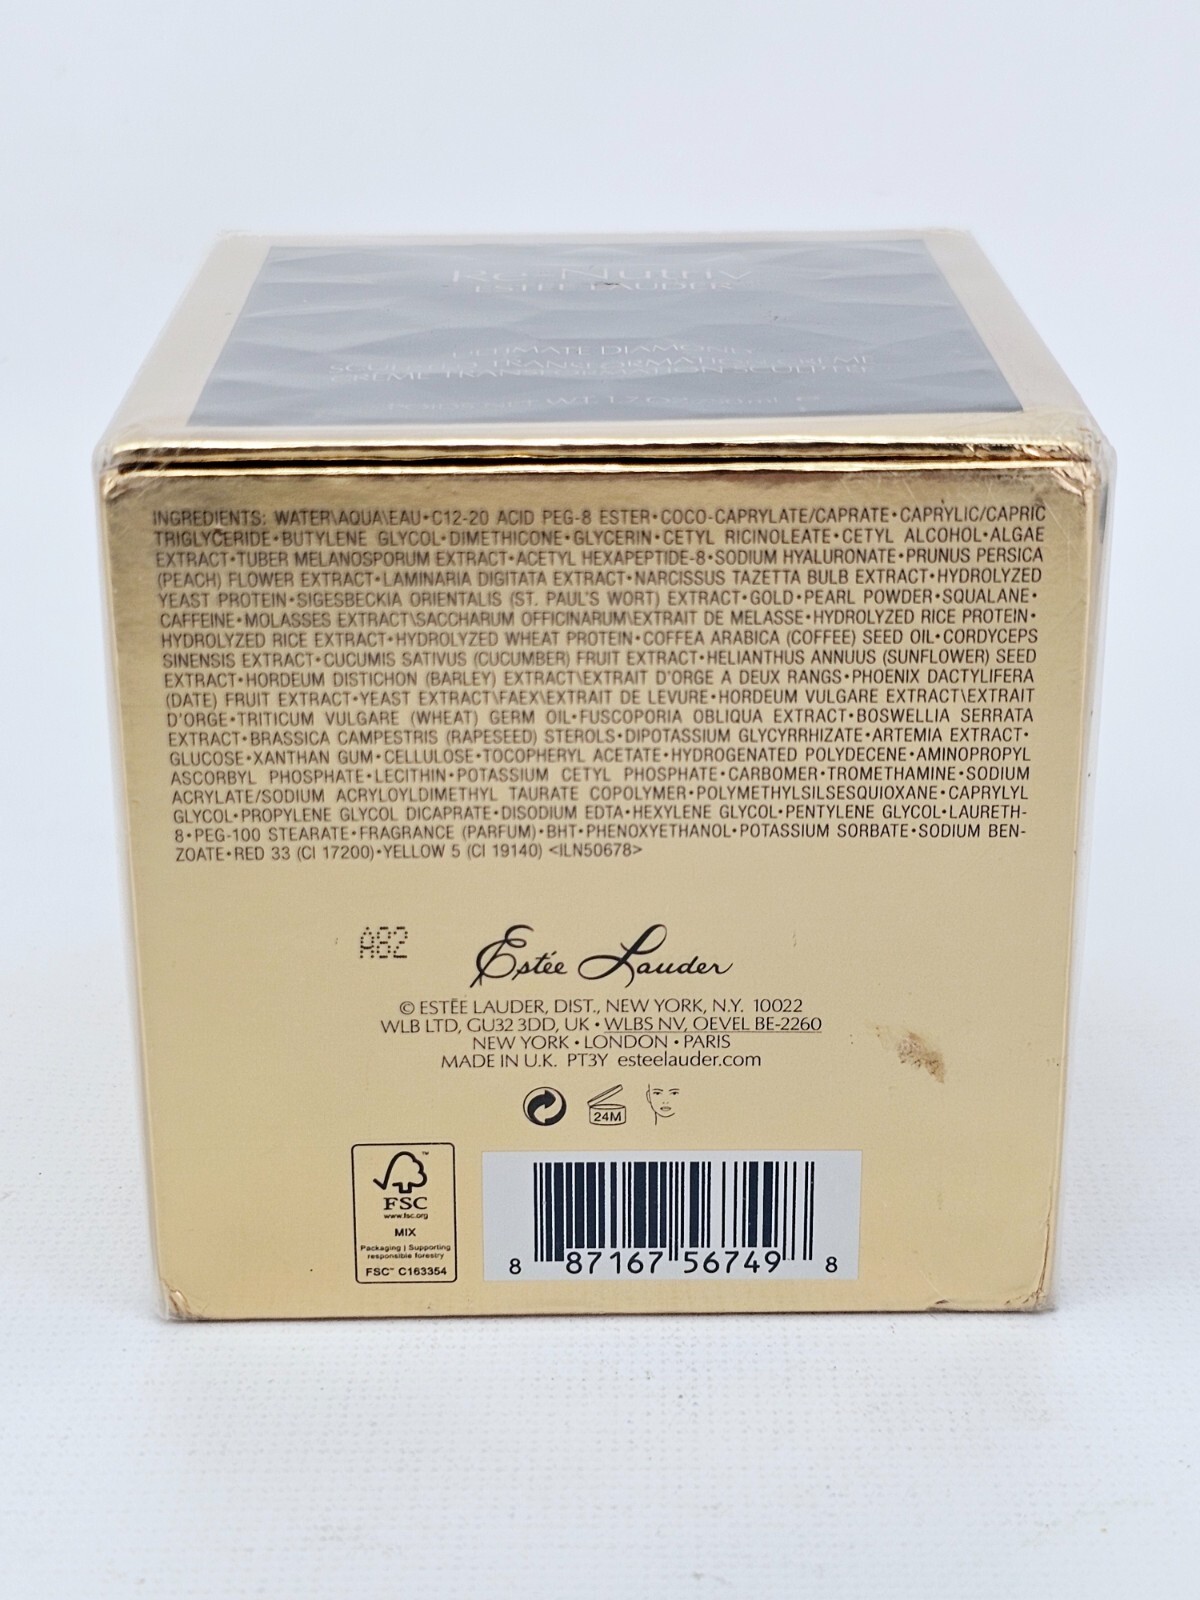 Re-Nutriv
ESTĒE LAUDER
ULTIMATE DIAMOND
INGREDIENTS: WATER\AQUA\EAU•C12-20 ACID PEG-8 ESTER•COCO-CAPRYLATE/CAPRATE•CAPRYLIC/CAPRIC
TRIGLYCERIDE•BUTYLENE GLYCOL•DIMETHICONE•GLYCERIN•CETYL RICINOLEATE•CETYL ALCOHOL•ALGAE
EXTRACT•TUBER MELANOSPORUM EXTRACT•ACETYL HEXAPEPTIDE-8•SODIUM HYALURONATE•PRUNUS PERSICA
(PEACH) FLOWER EXTRACT•LAMINARIA DIGITATA EXTRACT•NARCISSUS TAZETTA BULB EXTRACT•HYDROLYZED
YEAST PROTEIN•SIGESBECKIA ORIENTALIS (ST. PAUL'S WORT) EXTRACT•GOLD•PEARL POWDER•SQUALANE•
CAFFEINE•MOLASSES EXTRACT\SACCHARUM OFFICINARUM\EXTRAIT DE MELASSE•HYDROLYZED RICE PROTEIN•
HYDROLYZED RICE EXTRACT•HYDROLYZED WHEAT PROTEIN•COFFEA ARABICA (COFFEE) SEED OIL•CORDYCEPS
SINENSIS EXTRACT•CUCUMIS SATIVUS (CUCUMBER) FRUIT EXTRACT•HELIANTHUS ANNUUS (SUNFLOWER) SEED
EXTRACT•HORDEUM DISTICHON (BARLEY) EXTRACT\EXTRAIT D'ORGE A DEUX RANGS•PHOENIX DACTYLIFERA
(DATE) FRUIT EXTRACT•YEAST EXTRACT\FAEX\EXTRAIT DE LEVURE•HORDEUM VULGARE EXTRACT\EXTRAIT
D'ORGE•TRITICUM VULGARE (WHEAT) GERM OIL•FUSCOPORIA OBLIQUA EXTRACT•BOSWELLIA SERRATA
EXTRACT•BRASSICA CAMPESTRIS (RAPESEED) STEROLS•DIPOTASSIUM GLYCYRRHIZATE•ARTEMIA EXTRACT•
GLUCOSE•XANTHAN GUM•CELLULOSE•TOCOPHERYL ACETATE•HYDROGENATED POLYDECENE•AMINOPROPYL
ASCORBYL PHOSPHATE•LECITHIN•POTASSIUM CETYL PHOSPHATE•CARBOMER•TROMETHAMINE•SODIUM
ACRYLATE/SODIUM ACRYLOYLDIMETHYL TAURATE COPOLYMER•POLYMETHYLSILSESQUIOXANE•CAPRYLYL
GLYCOL•PROPYLENE GLYCOL DICAPRATE•DISODIUM EDTA•HEXYLENE GLYCOL•PENTYLENE GLYCOL•LAURETH-
8•PEG-100 STEARATE•FRAGRANCE (PARFUM)•BHT•PHENOXYETHANOL•POTASSIUM SORBATE•SODIUM BEN-
ZOATE•RED 33 (CI 17200)•YELLOW 5 (CI 19140) <ILN50678>
A82
Estée Lauder
© ESTĒE LAUDER, DIST., NEW YORK, N.Y. 10022
WLB LTD, GU32 3DD, UK • WLBS NV, OEVEL BE-2260
NEW YORK • LONDON • PARIS
MADE IN U.K. PT3Y esteelauder.com
24M
FSC™
www.fsc.org
MIX
Packaging | Supporting
responsible forestry
FSC™ C163354
8 87167 56749 8